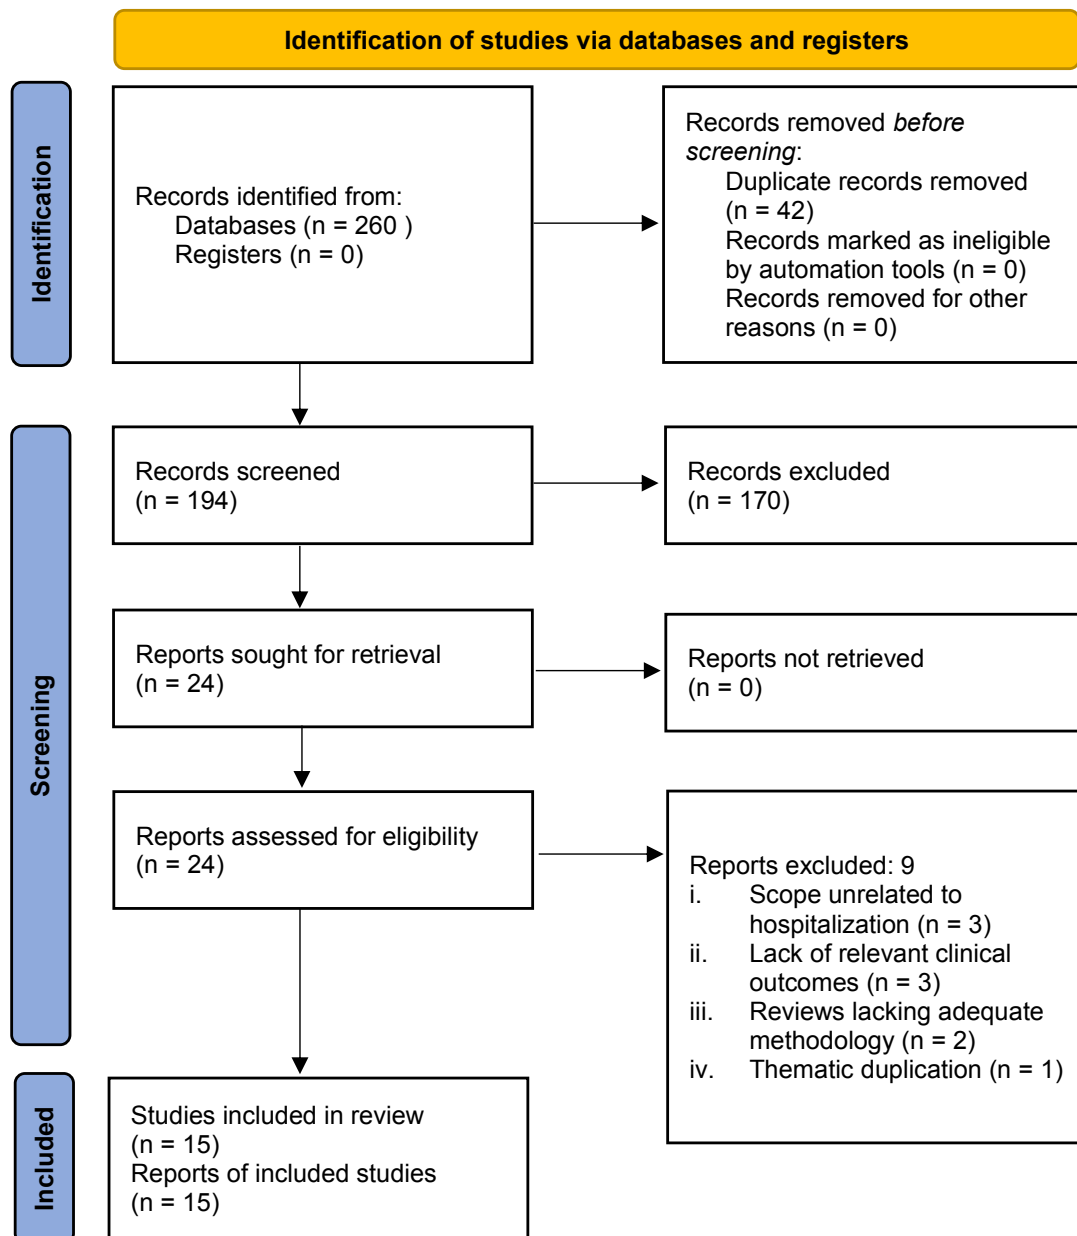 Identification of studies via databases and registers
Identification
Records identified from:
Databases (n = 260 )
Registers (n = 0)
Records removed before
screening:
Duplicate records removed
(n = 42)
Records marked as ineligible
by automation tools (n = 0)
Records removed for other
reasons (n = 0)
Screening
Records screened
(n = 194)
Records excluded
(n = 170)
Reports sought for retrieval
(n = 24)
Reports not retrieved
(n = 0)
Reports assessed for eligibility
(n = 24)
Reports excluded: 9
i. Scope unrelated to
hospitalization (n = 3)
ii. Lack of relevant clinical
outcomes (n = 3)
iii. Reviews lacking adequate
methodology (n = 2)
iv. Thematic duplication (n = 1)
Included
Studies included in review
(n = 15)
Reports of included studies
(n = 15)